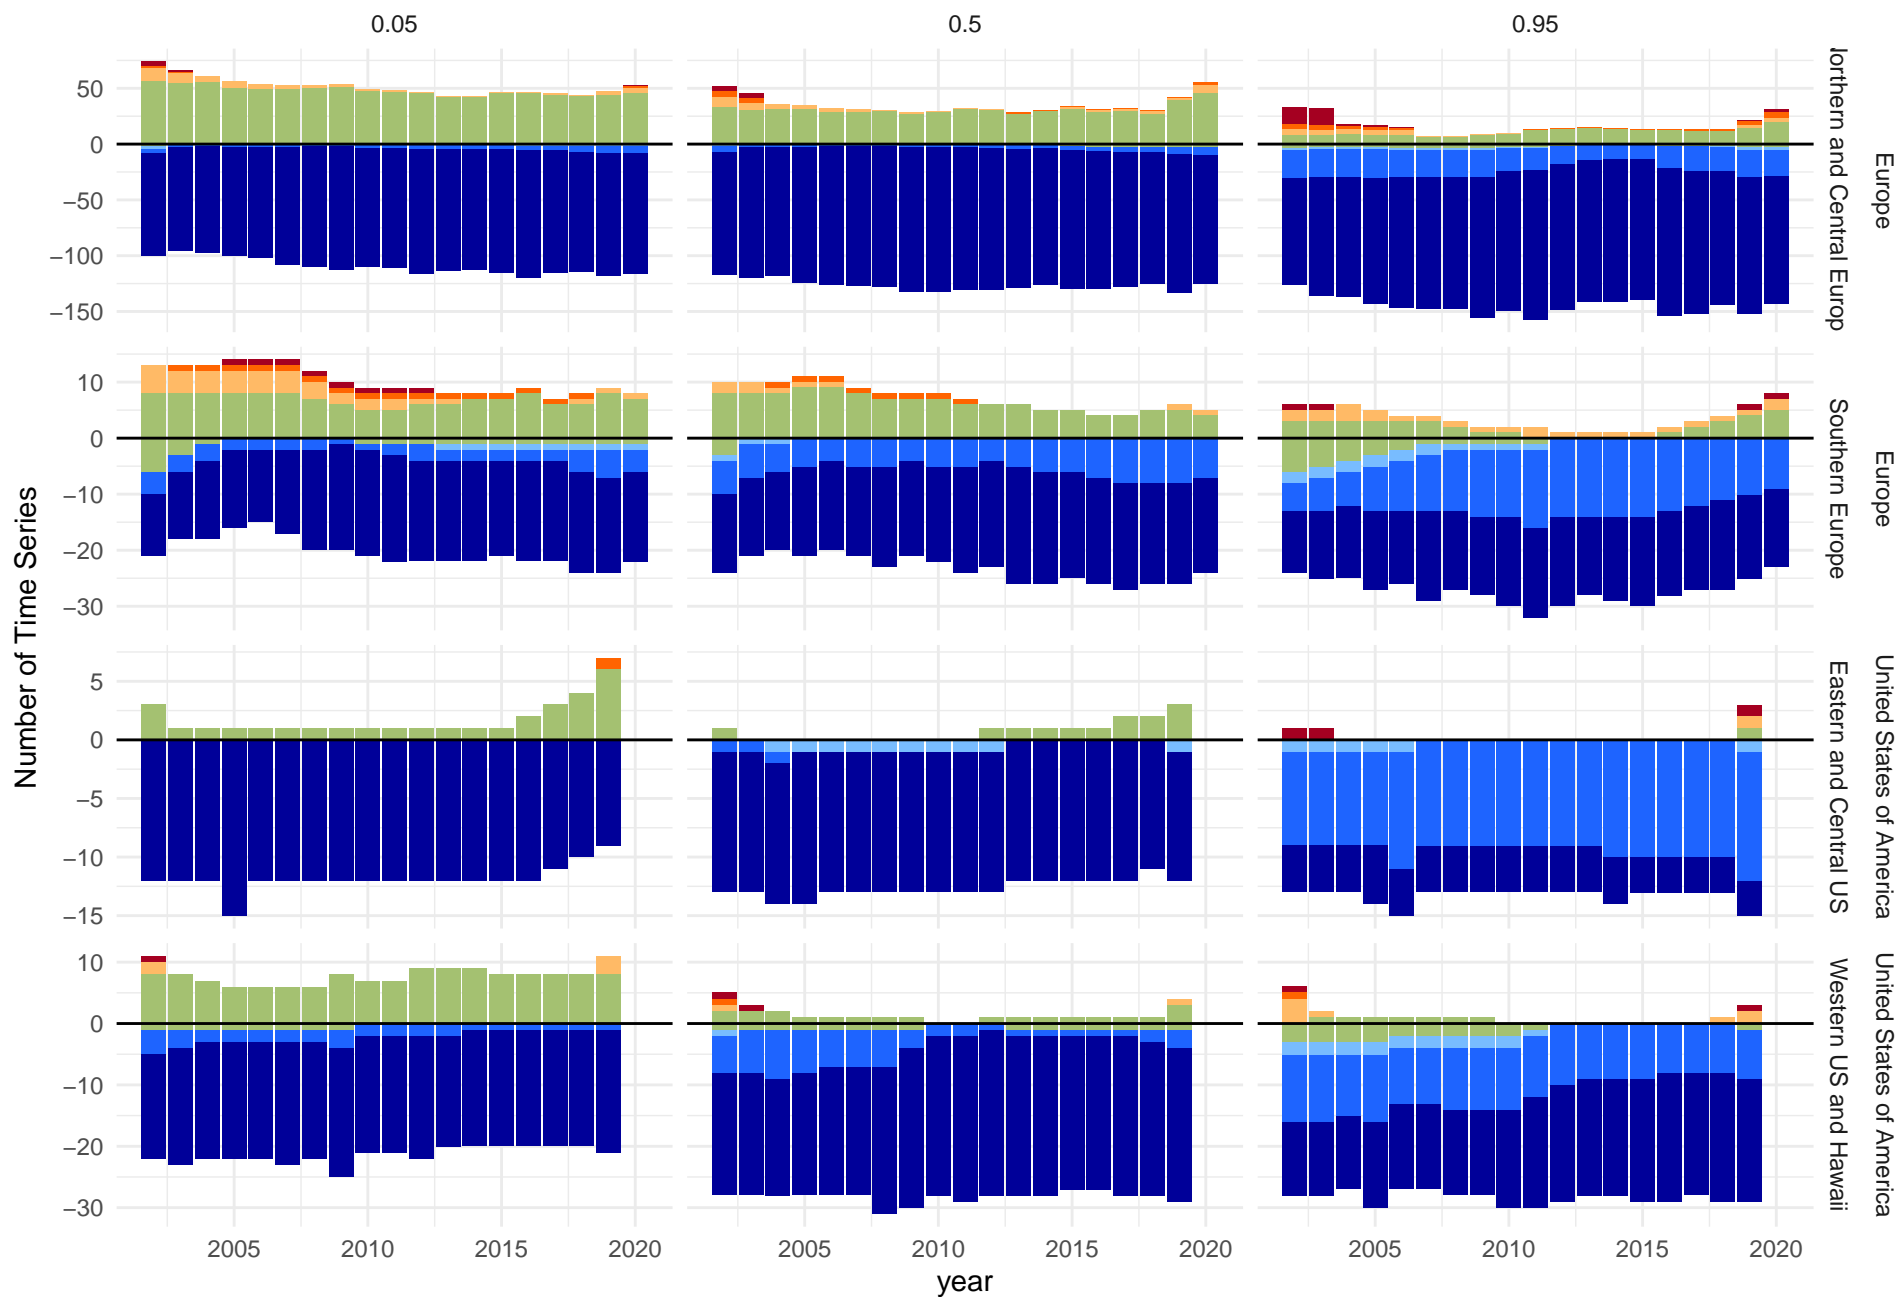 0.05 0.5 0.95
50
0
−50
−100
−150
Northern and Central Europ
Europe
10
0
−10
−20
−30
Southern Europe
Europe
Number of Time Series
5
0
−5
−10
−15
Eastern and Central US
United States of America
10
0
−10
−20
−30
Western US and Hawaii
United States of America
2005 2010 2015 2020 2005 2010 2015 2020 2005 2010 2015 2020
year